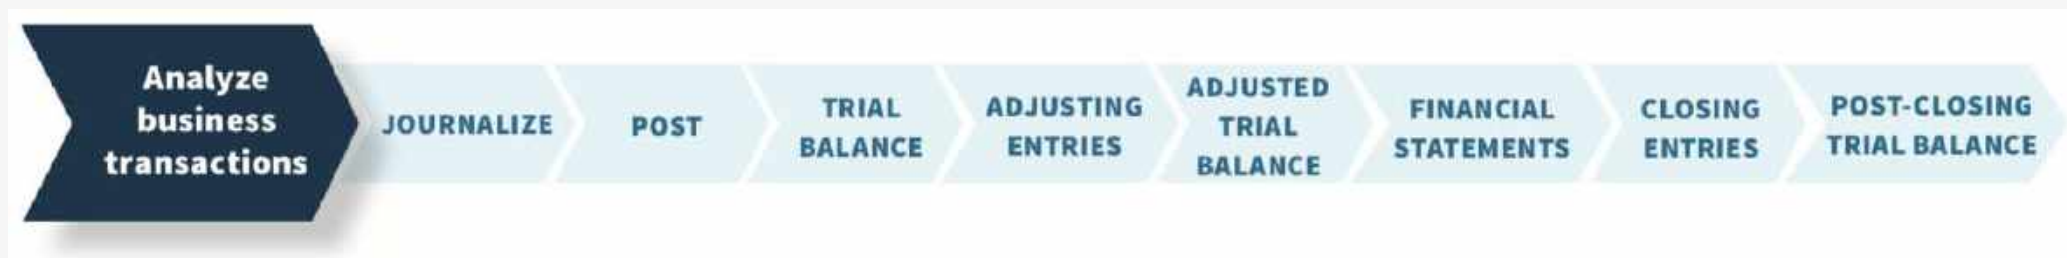 Analyze
business
transactions
JOURNALIZE
POST
TRIAL
BALANCE
ADJUSTING
ENTRIES
ADJUSTED
TRIAL
BALANCE
FINANCIAL
STATEMENTS
CLOSING
ENTRIES
POST-CLOSING
TRIAL BALANCE